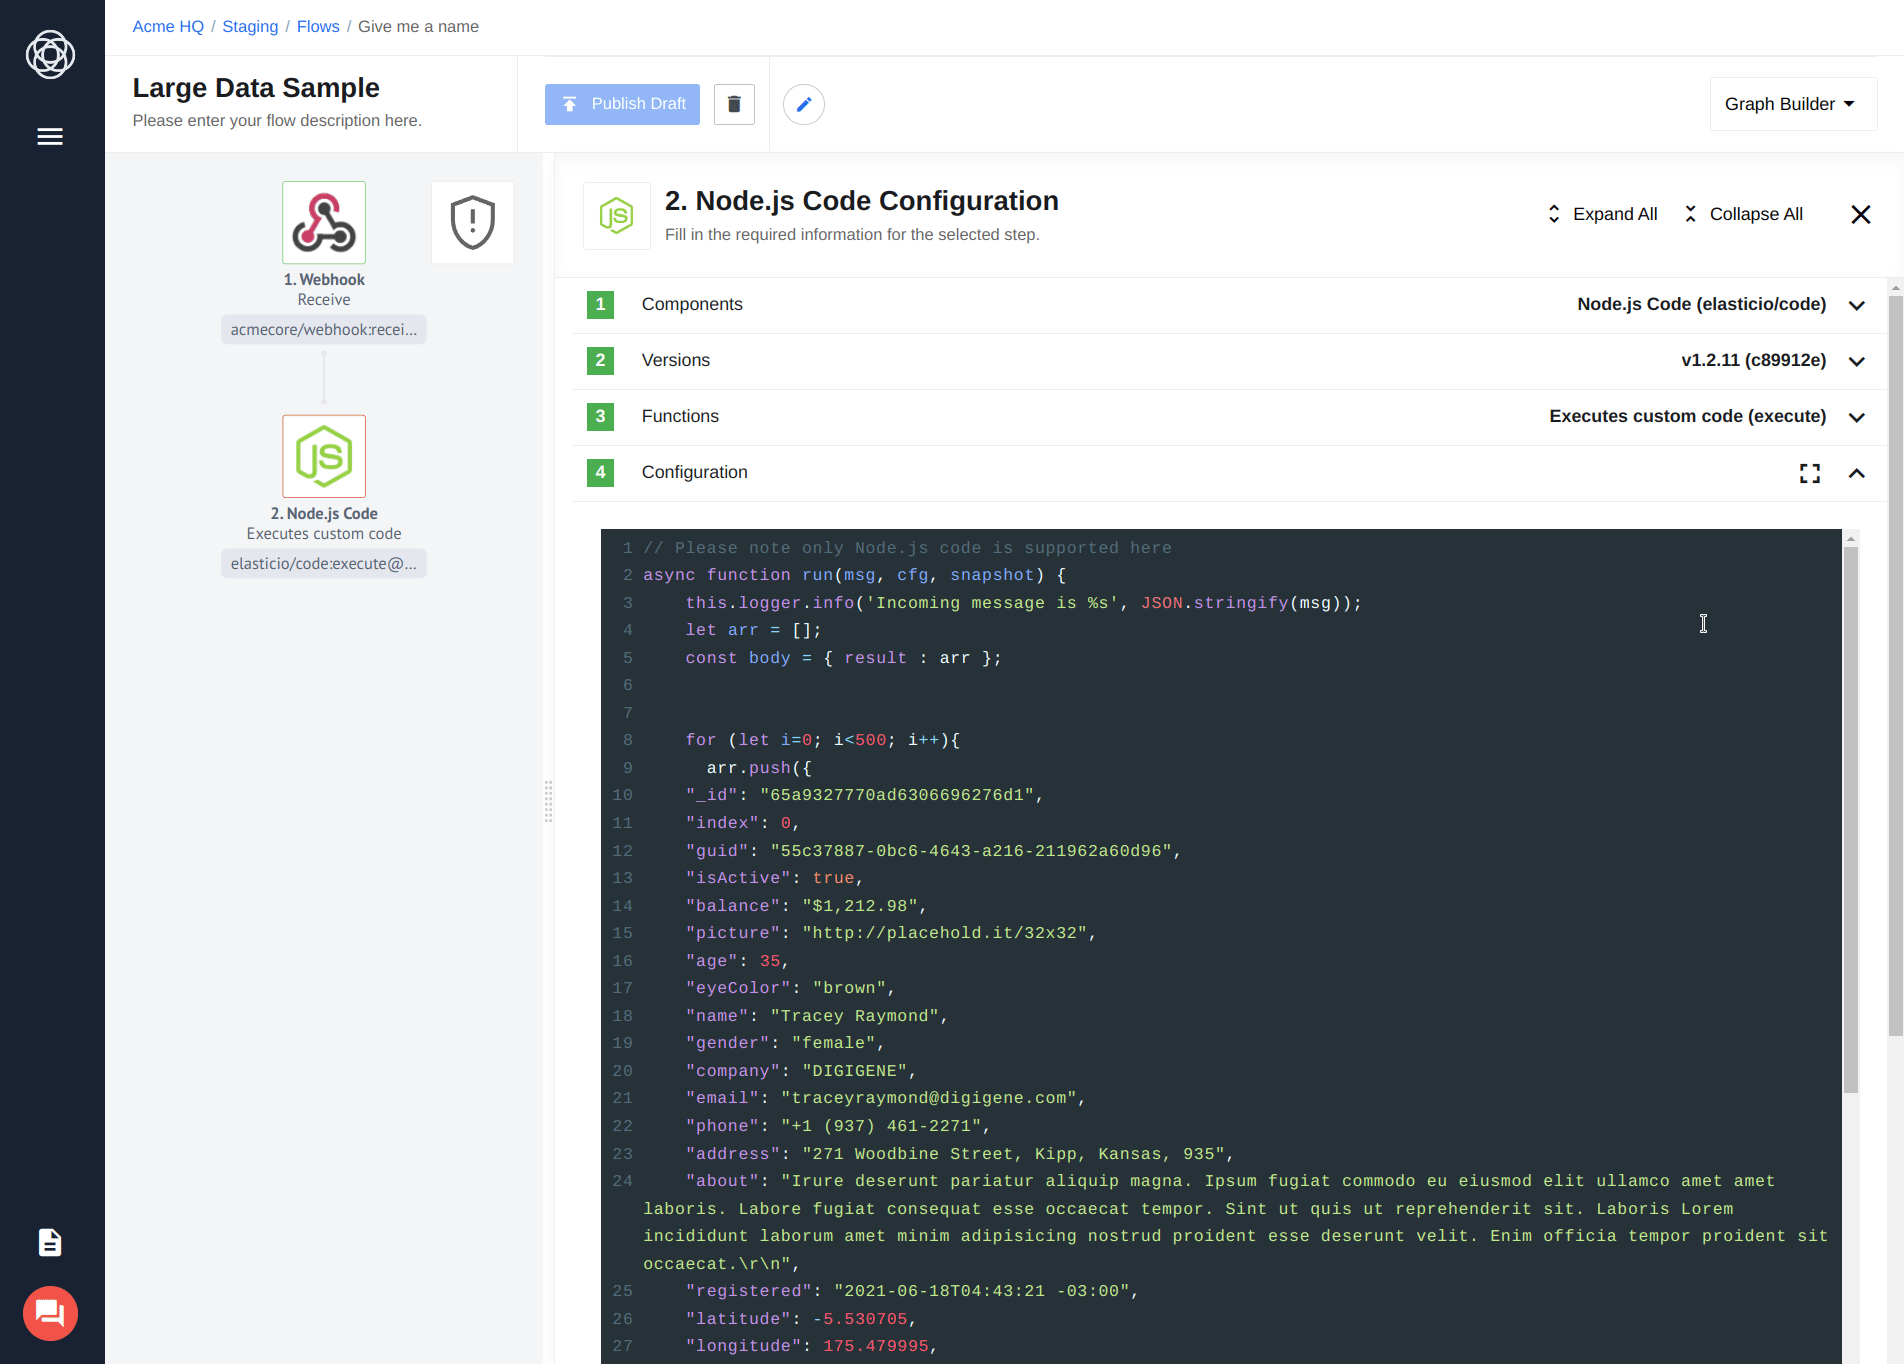 Acme HQ / Staging / Flows / Give me a name
Large Data Sample
Please enter your flow description here.
Publish Draft
Graph Builder
1. Webhook
Receive
acmecore/webhook:recei...
JS
2. Node.js Code
Executes custom code
elasticio/code:execute@...
JS
2. Node.js Code Configuration
Fill in the required information for the selected step.
Expand All
Collapse All
1 Components Node.js Code (elasticio/code)
2 Versions v1.2.11 (c89912e)
3 Functions Executes custom code (execute)
4 Configuration
1 // Please note only Node.js code is supported here
2 async function run(msg, cfg, snapshot) {
3 this.logger.info('Incoming message is %s', JSON.stringify(msg));
4 let arr = [];
5 const body = { result : arr };
6
7
8 for (let i=0; i<500; i++){
9 arr.push({
10 "_id": "65a9327770ad6306696276d1",
11 "index": 0,
12 "guid": "55c37887-0bc6-4643-a216-211962a60d96",
13 "isActive": true,
14 "balance": "$1,212.98",
15 "picture": "http://placehold.it/32x32",
16 "age": 35,
17 "eyeColor": "brown",
18 "name": "Tracey Raymond",
19 "gender": "female",
20 "company": "DIGIGENE",
21 "email": "traceyraymond@digigene.com",
22 "phone": "+1 (937) 461-2271",
23 "address": "271 Woodbine Street, Kipp, Kansas, 935",
24 "about": "Irure deserunt pariatur aliquip magna. Ipsum fugiat commodo eu eiusmod elit ullamco amet amet
laboris. Labore fugiat consequat esse occaecat tempor. Sint ut quis ut reprehenderit sit. Laboris Lorem
incididunt laborum amet minim adipisicing nostrud proident esse deserunt velit. Enim officia tempor proident sit
occaecat.\r\n",
25 "registered": "2021-06-18T04:43:21 -03:00",
26 "latitude": -5.530705,
27 "longitude": 175.479995,